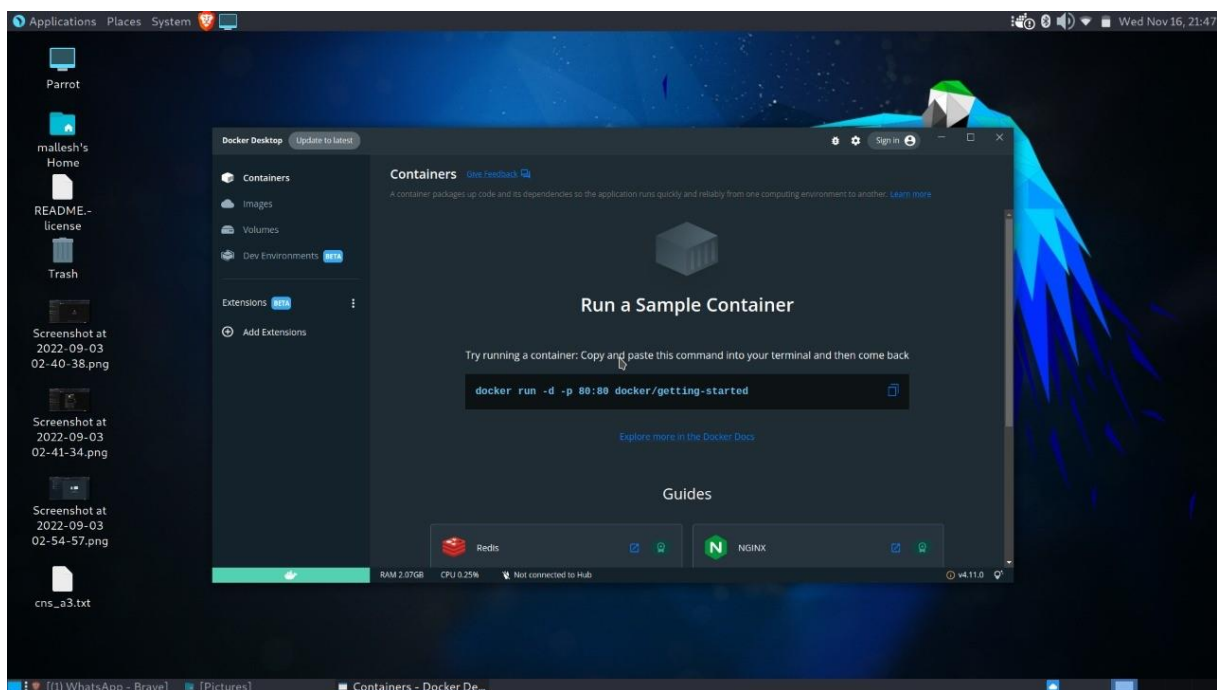 Applications Places System
Wed Nov 16, 21:47
Parrot
mallesh's
Home
README.-
license
Trash
Screenshot at
2022-09-03
02-40-38.png
Screenshot at
2022-09-03
02-41-34.png
Screenshot at
2022-09-03
02-54-57.png
cns_a3.txt
Docker Desktop Update to latest
Sign in
Containers
Images
Volumes
Dev Environments BETA
Extensions BETA
Add Extensions
Containers Give Feedback
A container packages up code and its dependencies so the application runs quickly and reliably from one computing environment to another. Learn more
Run a Sample Container
Try running a container: Copy and paste this command into your terminal and then come back
docker run -d -p 80:80 docker/getting-started
Explore more in the Docker Docs
Guides
Redis
NGINX
RAM 2.07GB CPU 0.25% Not connected to Hub
v4.11.0
[(1) WhatsApp - Brave] [Pictures] Containers - Docker De...